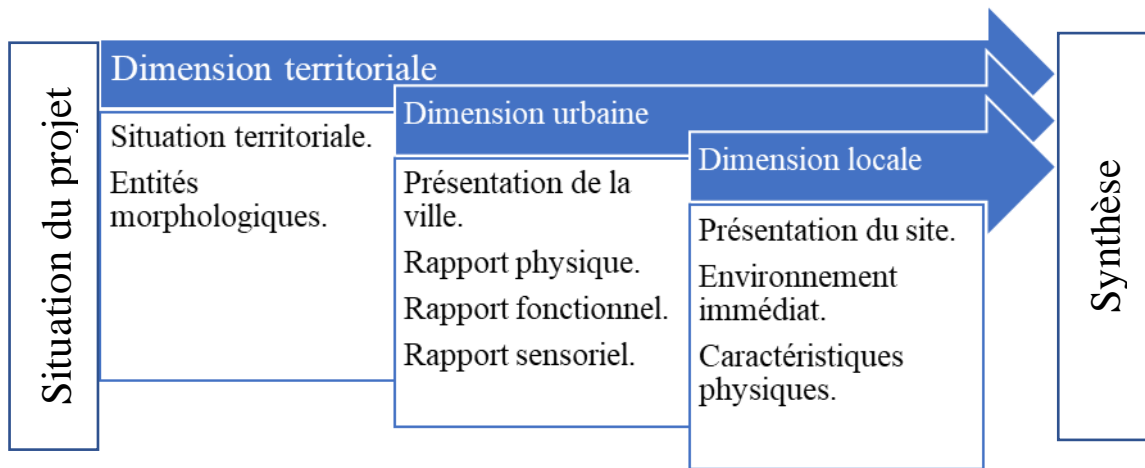 Situation du projet
Dimension territoriale
Situation territoriale.
Entités
morphologiques.
Dimension urbaine
Présentation de la
ville.
Rapport physique.
Rapport fonctionnel.
Rapport sensoriel.
Dimension locale
Présentation du site.
Environnement
immédiat.
Caractéristiques
physiques.
Synthèse